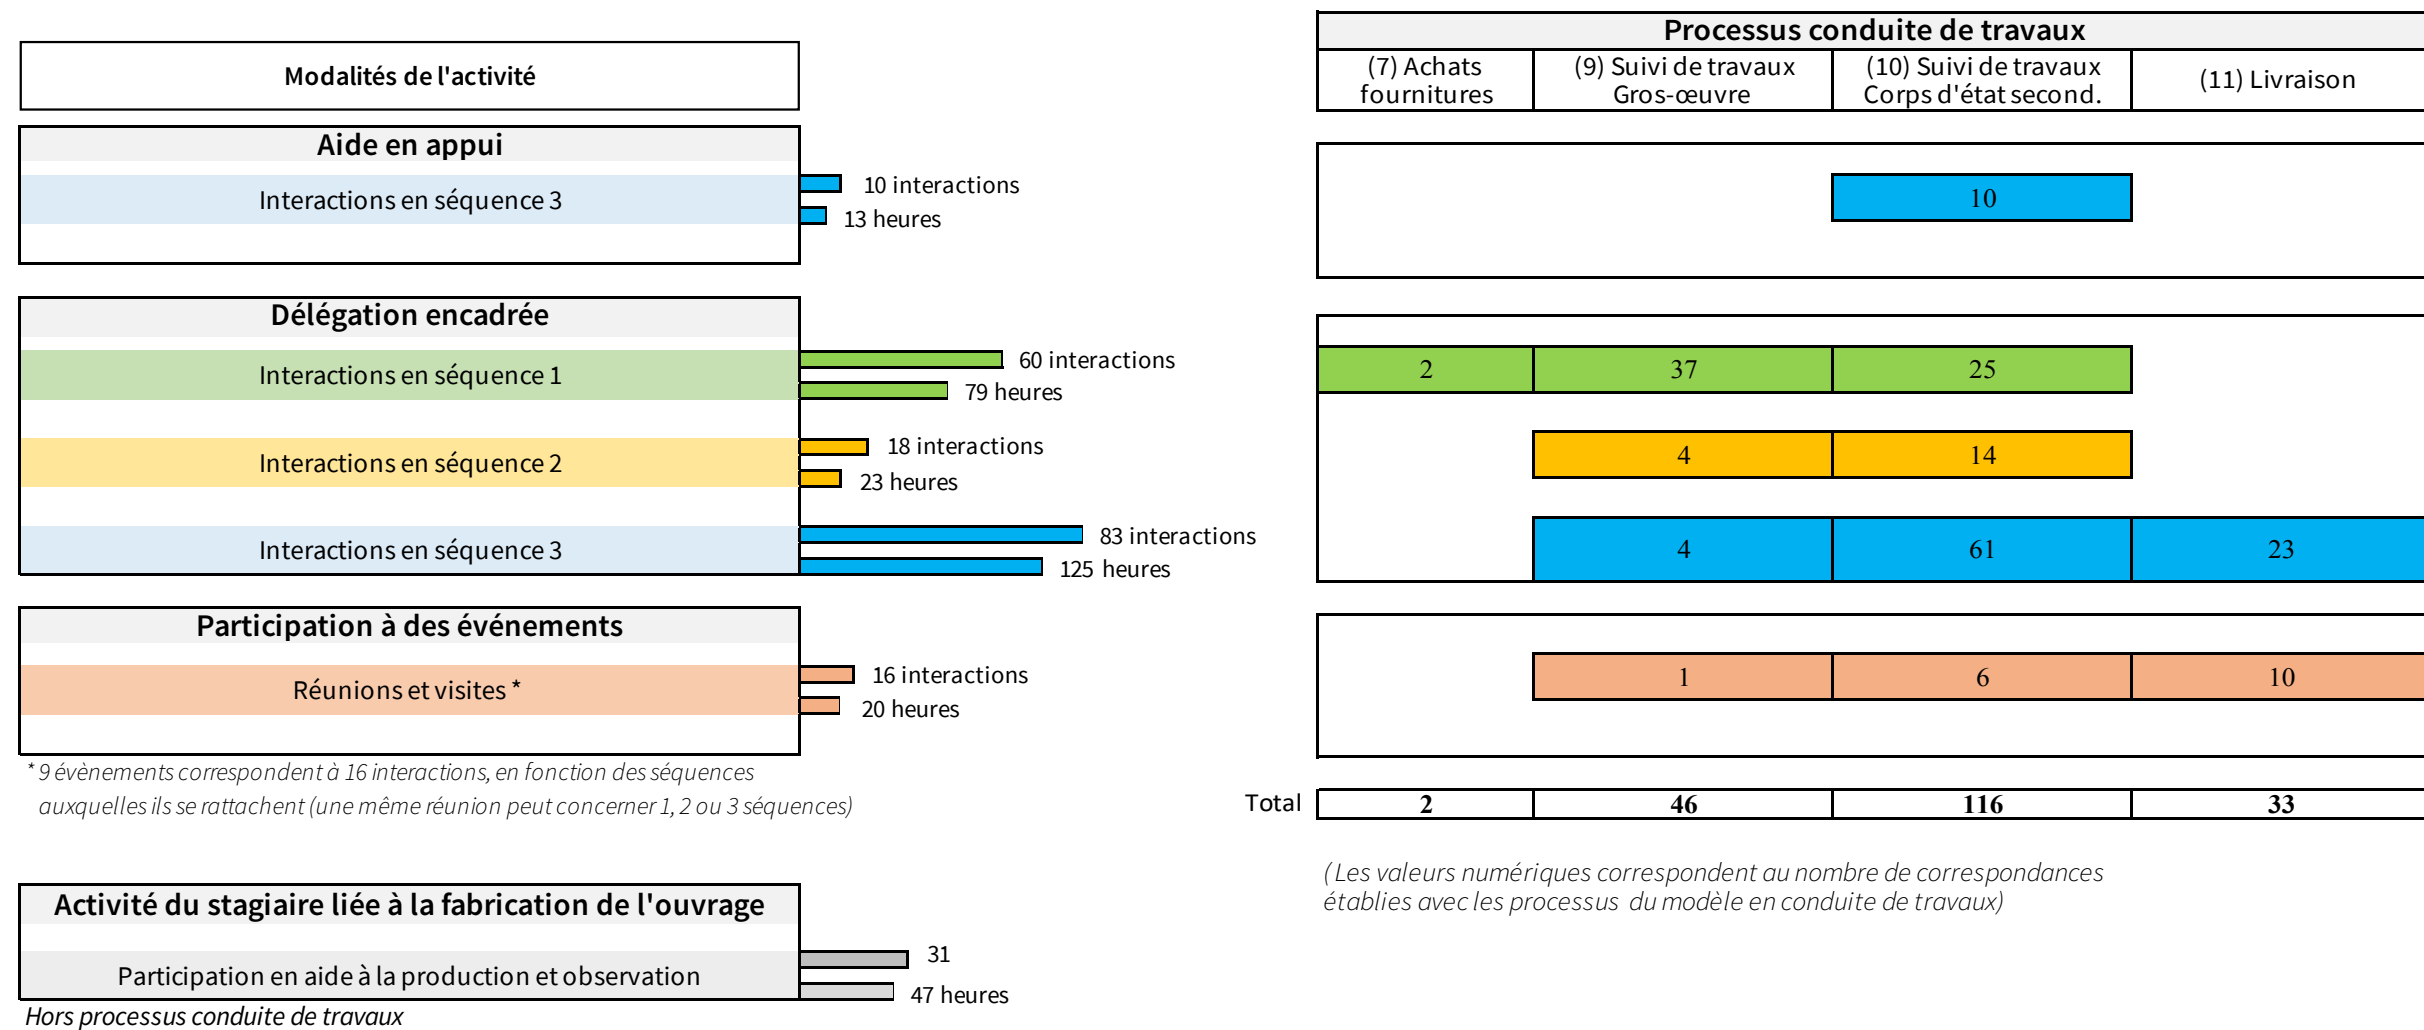 Modalités de l'activité
Processus conduite de travaux
(7) Achats
fournitures
(9) Suivi de travaux
Gros-œuvre
(10) Suivi de travaux
Corps d'état second.
(11) Livraison
Aide en appui
Interactions en séquence 3
10 interactions
13 heures
10
Délégation encadrée
Interactions en séquence 1
60 interactions
79 heures
2
37
25
Interactions en séquence 2
18 interactions
23 heures
4
14
Interactions en séquence 3
83 interactions
125 heures
4
61
23
Participation à des événements
Réunions et visites *
16 interactions
20 heures
1
6
10
* 9 évènements correspondent à 16 interactions, en fonction des séquences
auxquelles ils se rattachent (une même réunion peut concerner 1, 2 ou 3 séquences)
Total
2
46
116
33
(Les valeurs numériques correspondent au nombre de correspondances
établies avec les processus du modèle en conduite de travaux)
Activité du stagiaire liée à la fabrication de l'ouvrage
Participation en aide à la production et observation
31
47 heures
Hors processus conduite de travaux